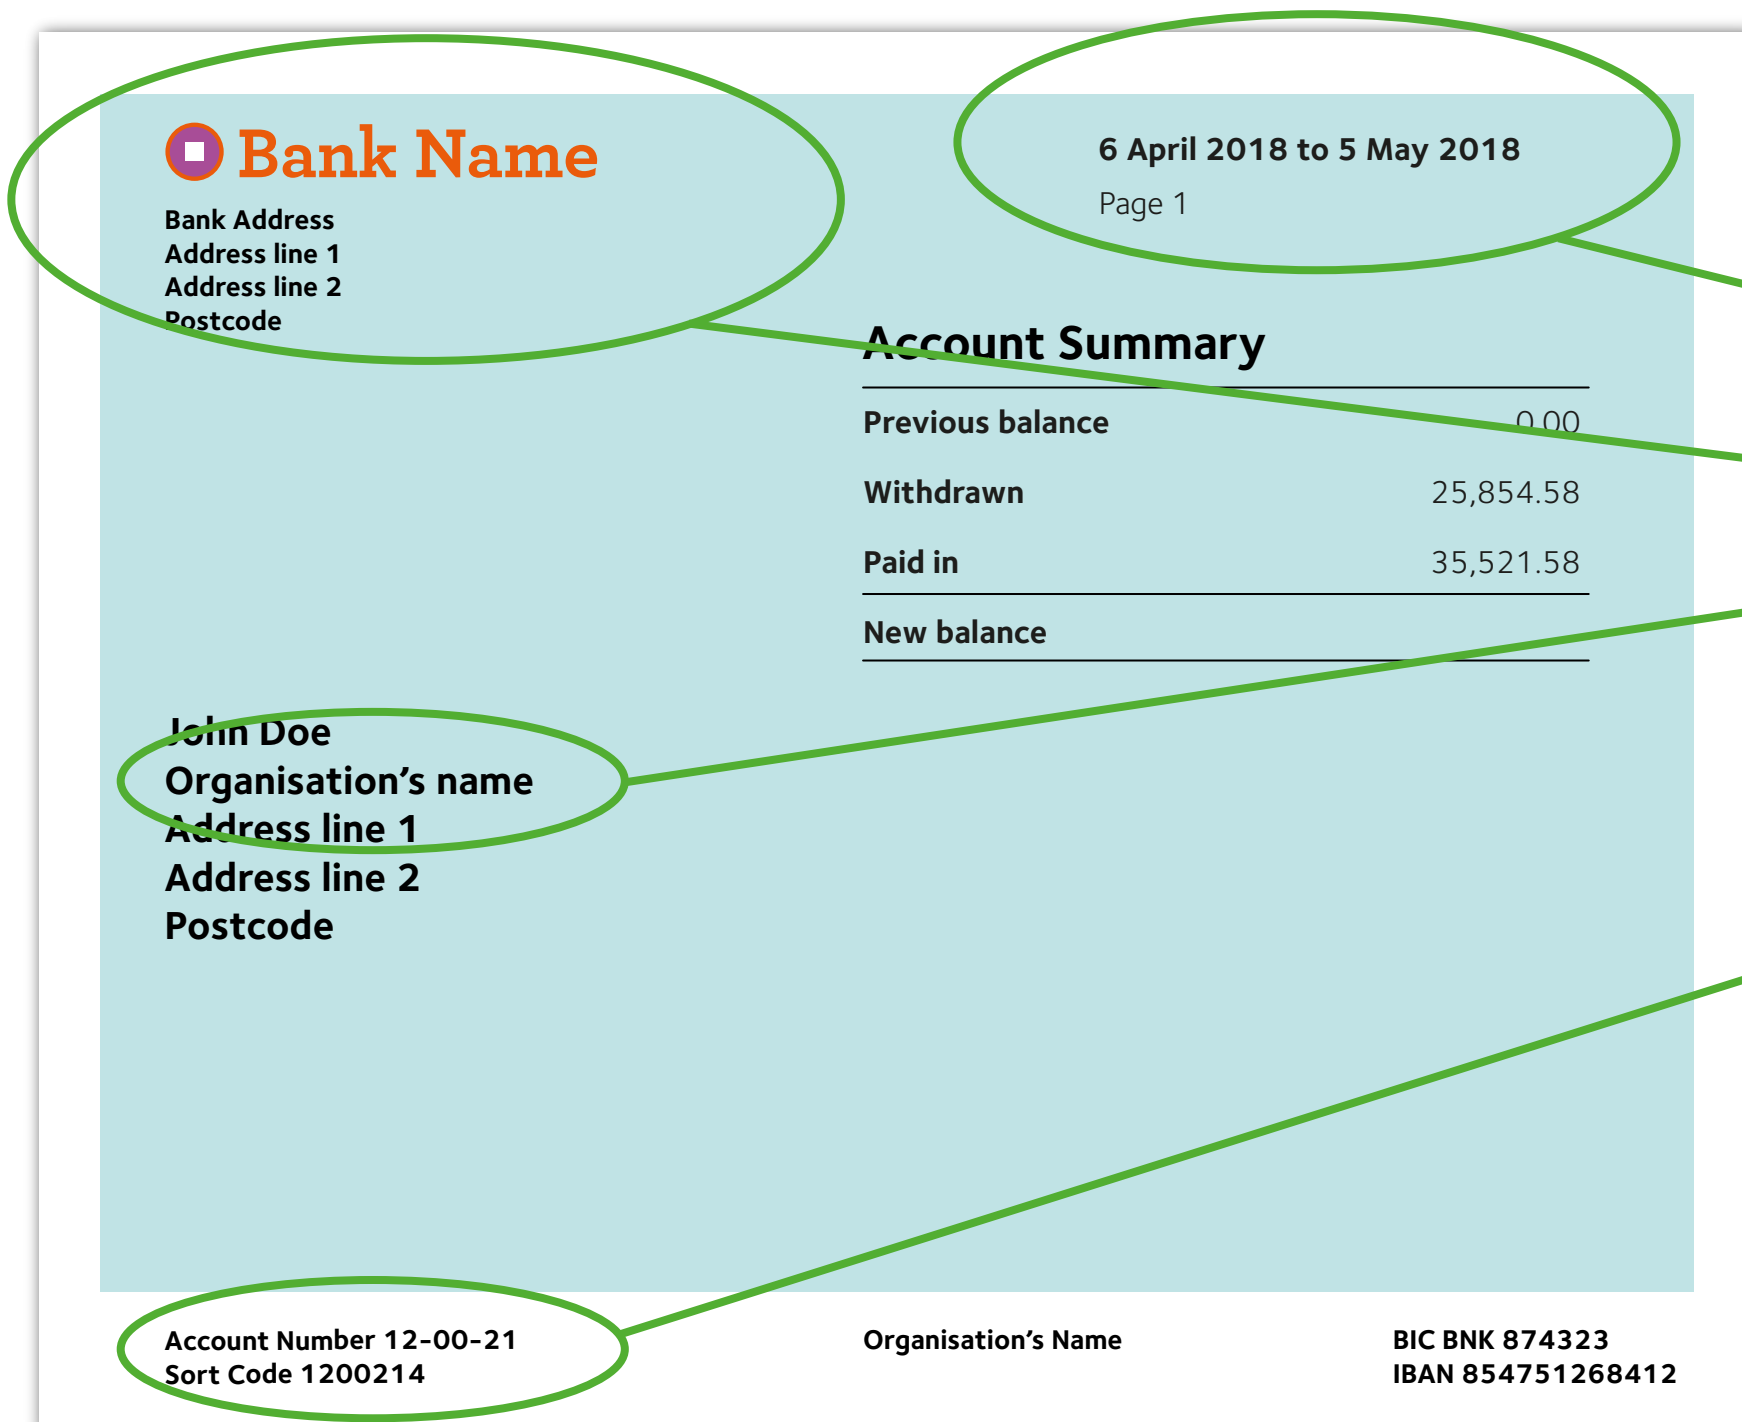 Bank Name
Bank Address
Address line 1
Address line 2
Postcode
6 April 2018 to 5 May 2018
Page 1
Account Summary
Previous balance 0.00
Withdrawn 25,854.58
Paid in 35,521.58
New balance
John Doe
Organisation’s name
Address line 1
Address line 2
Postcode
Account Number 12-00-21
Sort Code 1200214
Organisation’s Name
BIC BNK 874323
IBAN 854751268412